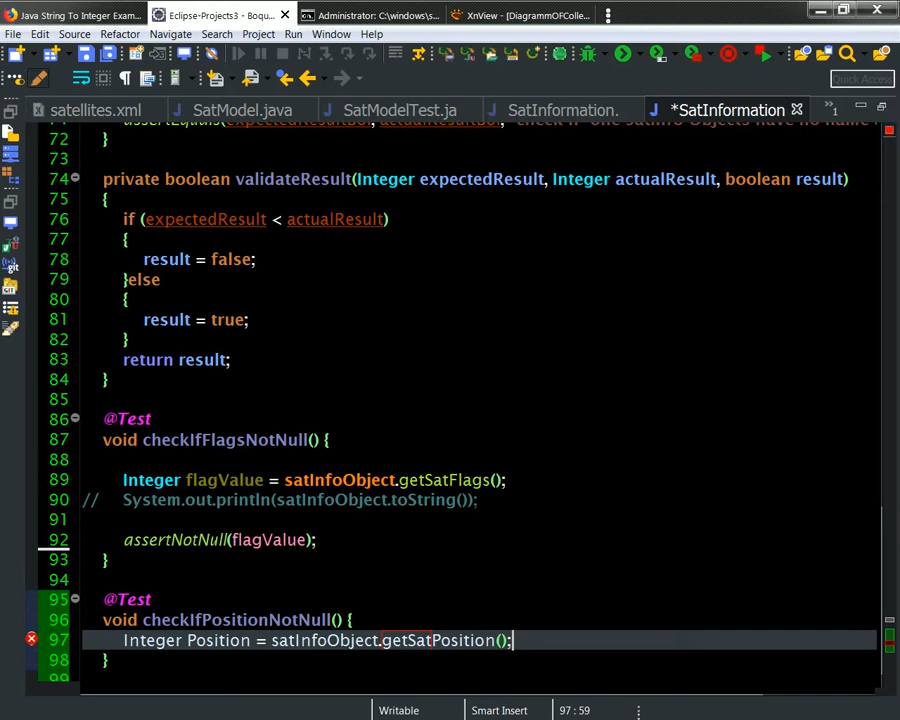 Java String To Integer Exam...
Eclipse-Projects3 - Boqu...
Administrator: C:\windows\s...
XnView - [DiagrammOfColle...
File Edit Source Refactor Navigate Search Project Run Window Help
Quick Access
satellites.xml
SatModel.java
SatModelTest.ja
SatInformation.
*SatInformation
»1
72 }
73
74 private boolean validateResult(Integer expectedResult, Integer actualResult, boolean result)
75 {
76 if (expectedResult < actualResult)
77 {
78 result = false;
79 }else
80 {
81 result = true;
82 }
83 return result;
84 }
85
86 @Test
87 void checkIfFlagsNotNull() {
88
89 Integer flagValue = satInfoObject.getSatFlags();
90 // System.out.println(satInfoObject.toString());
91
92 assertNotNull(flagValue);
93 }
94
95 @Test
96 void checkIfPositionNotNull() {
97 Integer Position = satInfoObject.getSatPosition();
98 }
99
Writable Smart Insert 97 : 59